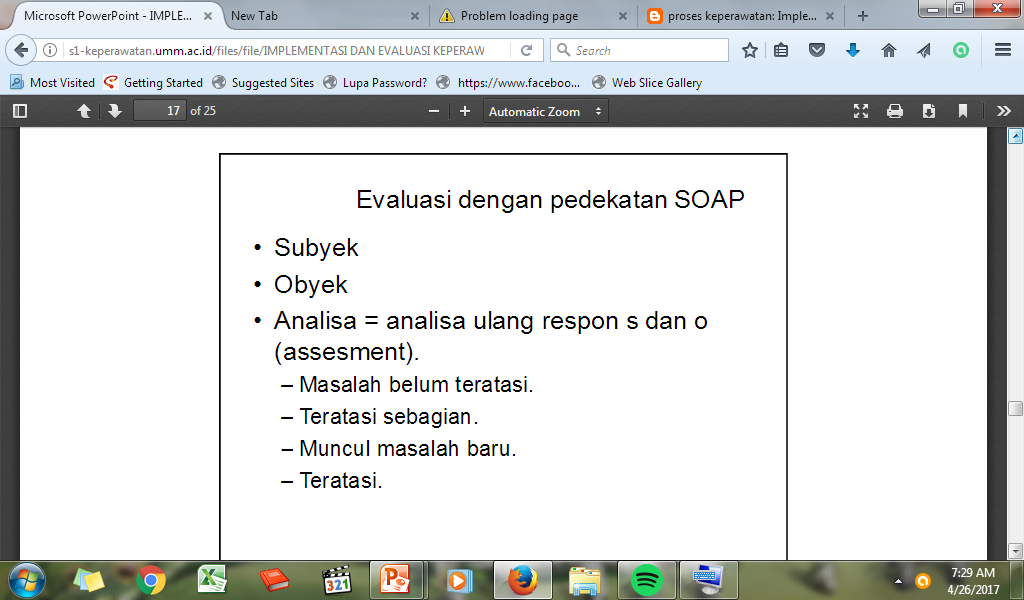 Microsoft PowerPoint - IMPLE...
New Tab
Problem loading page
proses keperawatan: Imple...
s1-keperawatan.umm.ac.id/files/file/IMPLEMENTASI DAN EVALUASI KEPERAW
Search
Most Visited
Getting Started
Suggested Sites
Lupa Password?
https://www.faceboo...
Web Slice Gallery
17 of 25
Automatic Zoom
Evaluasi dengan pedekatan SOAP
• Subyek
• Obyek
• Analisa = analisa ulang respon s dan o
(assesment).
– Masalah belum teratasi.
– Teratasi sebagian.
– Muncul masalah baru.
– Teratasi.
321
7:29 AM
4/26/2017